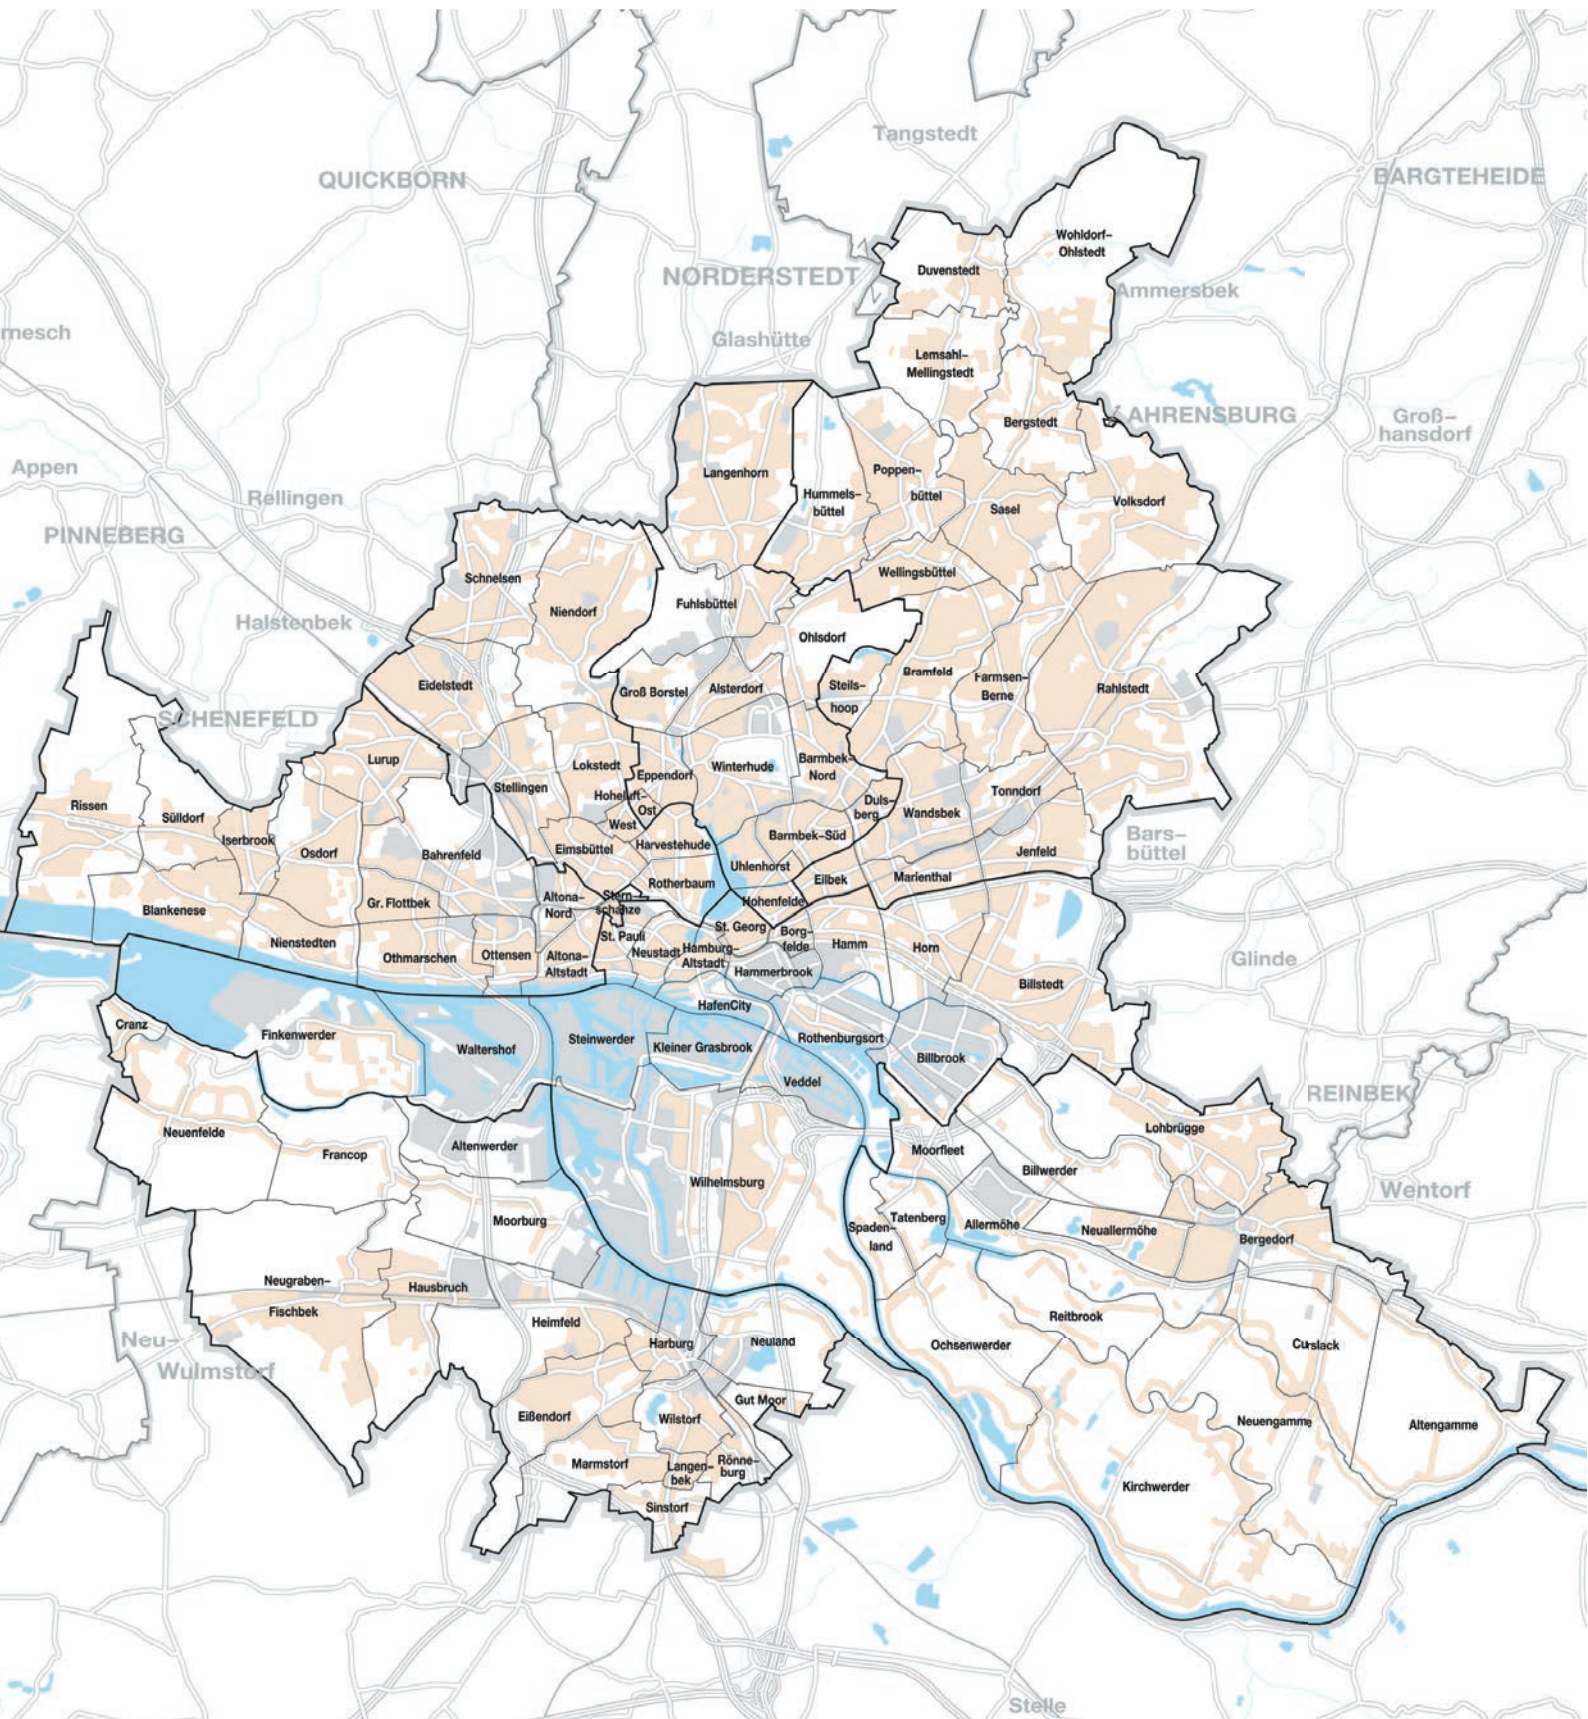 Tangstedt
QUICKBORN
BARGTEHEIDE
Wohldorf-
Ohlstedt
Duvenstedt
NORDERSTEDT
Ammersbek
rnesch
Glashütte
Lemsahl-
Mellingstedt
AHRENSBURG
Groß-
hansdorf
Bergstedt
Appen
Langenhorn
Poppen-
büttel
Rellingen
Hummels-
büttel
Sasel
Volksdorf
PINNEBERG
Schnelsen
Wellingsbüttel
Niendorf
Fuhlsbüttel
Halstenbek
Ohlsdorf
Eidelstedt
Groß Borstel
Alsterdorf
Steils-
hoop
Bramfeld
Farmsen-
Berne
Rahlstedt
SCHENEFELD
Lurup
Lokstedt
Eppendorf
Winterhude
Barmbek-
Nord
Stellingen
Hoheluft-
Ost
West
Duls-
berg
Wandsbek
Tonndorf
Rissen
Sülldorf
Iserbrook
Osdorf
Bahrenfeld
Eimsbüttel
Harvestehude
Barmbek-Süd
Jenfeld
Bars-
büttel
Uhlenhorst
Rotherbaum
Eilbek
Marienthal
Blankenese
Gr. Flottbek
Altona-
Nord
Stern-
schanze
Hohenfelde
St. Georg
Borg-
felde
Hamm
Horn
Nienstedten
Othmarschen
Ottensen
Altona-
Altstadt
St. Pauli
Neustadt
Hamburg-
Altstadt
Hammerbrook
Glinde
Billstedt
HafenCity
Cranz
Finkenwerder
Waltershof
Steinwerder
Kleiner Grasbrook
Rothenburgsort
Billbrook
Veddel
REINBEK
Neuenfelde
Francop
Altenwerder
Lohbrügge
Moorfleet
Billwerder
Wilhelmsburg
Wentorf
Moorburg
Spaden-
land
Tatenberg
Allermöhe
Neuallermöhe
Bergedorf
Neugraben-
Fischbek
Hausbruch
Heimfeld
Harburg
Neuland
Reitbrook
Ochsenwerder
Curslack
Neu-
Wulmstorf
Gut Moor
Eißendorf
Wilstorf
Neuengamme
Altengamme
Marmstorf
Langen-
bek
Rönne-
burg
Kirchwerder
Sinstorf
Stelle